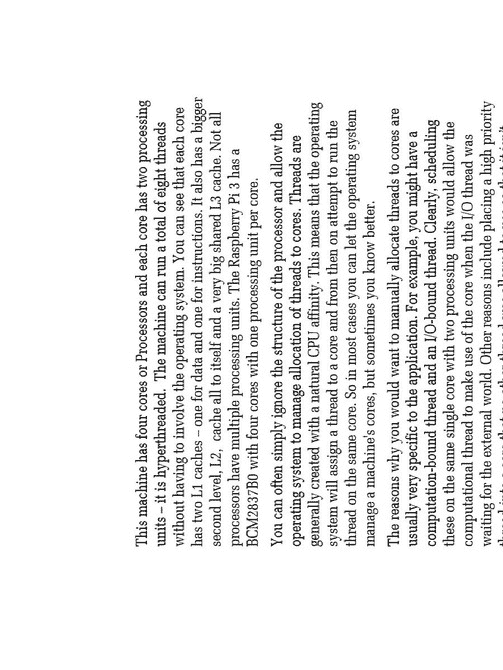 This machine has four cores or Processors and each core has two processing
units – it is hyperthreaded.  The machine can run a total of eight threads
without having to involve the operating system. You can see that each core
has two L1 caches – one for data and one for instructions. It also has a bigger
second level, L2,   cache all to itself and a very big shared L3 cache. Not all
processors have multiple processing units. The Raspberry Pi 3 has a
BCM2837B0 with four cores with one processing unit per core.
You can often simply ignore the structure of the processor and allow the
operating system to manage allocation of threads to cores. Threads are
generally created with a natural CPU affinity. This means that the operating
system will assign a thread to a core and from then on attempt to run the
thread on the same core. So in most cases you can let the operating system
manage a machine's cores, but sometimes you know better.
The reasons why you would want to manually allocate threads to cores are
usually very specific to the application. For example, you might have a
computation-bound thread and an I/O-bound thread. Clearly, scheduling
these on the same single core with two processing units would allow the
computational thread to make use of the core when the I/O thread was
waiting for the external world. Other reasons include placing a high priority